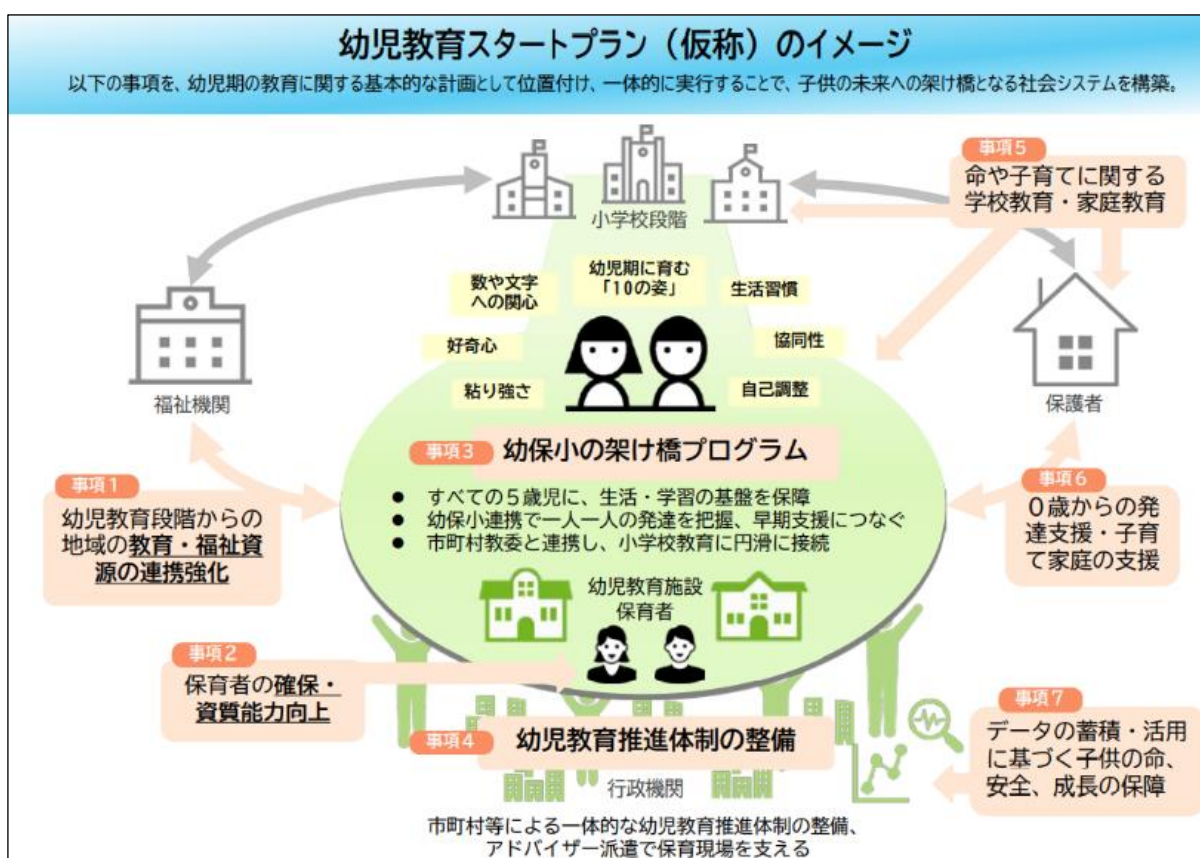 幼児教育スタートプラン（仮称）のイメージ
以下の事項を、幼児期の教育に関する基本的な計画として位置付け、一体的に実行することで、子供の未来への架け橋となる社会システムを構築。
小学校段階
事項５
命や子育てに関する
学校教育・家庭教育
数や文字
への関心
幼児期に育む
「10の姿」
生活習慣
好奇心
協同性
粘り強さ
自己調整
福祉機関
保護者
事項３
幼保小の架け橋プログラム
● すべての５歳児に、生活・学習の基盤を保障
● 幼保小連携で一人一人の発達を把握、早期支援につなぐ
● 市町村教委と連携し、小学校教育に円滑に接続
事項１
幼児教育段階からの
地域の教育・福祉資
源の連携強化
事項６
０歳からの発
達支援・子育
て家庭の支援
幼児教育施設
保育者
事項２
保育者の確保・
資質能力向上
事項４
幼児教育推進体制の整備
行政機関
事項７
データの蓄積・活用
に基づく子供の命、
安全、成長の保障
市町村等による一体的な幼児教育推進体制の整備、
アドバイザー派遣で保育現場を支える